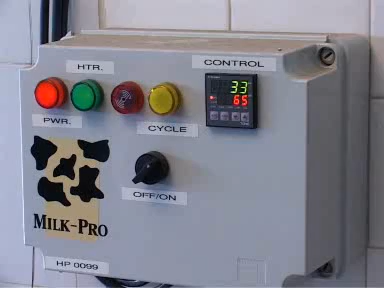 HTR.
CONTROL
33
65
PWR.
CYCLE
OFF/ON
MILK-PRO
HP 0099